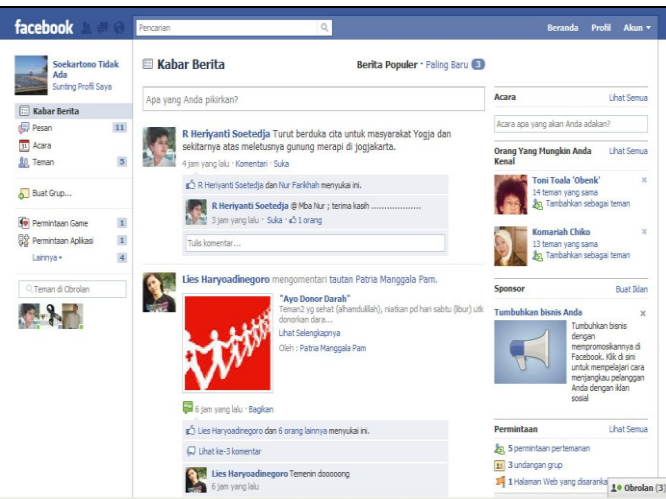 facebook
Pencarian
Beranda Profil Akun
Soekartono Tidak
Ada
Sunting Profil Saya
Kabar Berita
Pesan 11
Acara
Teman 5
Buat Grup...
Permintaan Game 1
Permintaan Aplikasi 1
Lainnya 4
Teman di Obrolan
Kabar Berita
Berita Populer · Paling Baru 3
Apa yang Anda pikirkan?
R Heriyanti Soetedja Turut berduka cita untuk masyarakat Yogja dan
sekitarnya atas meletusnya gunung merapi di jogjakarta.
4 jam yang lalu · Komentari · Suka
R Heriyanti Soetedja dan Nur Farikhah menyukai ini.
R Heriyanti Soetedja @ Mba Nur ; terima kasih ....................
3 jam yang lalu · Suka · 1 orang
Tulis komentar...
Lies Haryoadinegoro mengomentari tautan Patria Manggala Pam.
"Ayo Donor Darah"
Teman2 yg sehat (alhamdulillah), niatkan pd hari sabtu (libur) utk
donorkan dara...
Lihat Selengkapnya
Oleh : Patria Manggala Pam
6 jam yang lalu · Bagikan
Lies Haryoadinegoro dan 6 orang lainnya menyukai ini.
Lihat ke-3 komentar
Lies Haryoadinegoro Temenin dooooong
6 jam yang lalu
Acara Lihat Semua
Acara apa yang akan Anda adakan?
Orang Yang Mungkin Anda Lihat Semua
Kenal
Toni Toala 'Obenk' x
14 teman yang sama
Tambahkan sebagai teman
Komariah Chiko x
13 teman yang sama
Tambahkan sebagai teman
Sponsor Buat Iklan
Tumbuhkan bisnis Anda x
Tumbuhkan bisnis
dengan
mempromosikannya di
Facebook. Klik di sini
untuk mempelajari cara
menjangkau pelanggan
Anda dengan iklan
sosial
Permintaan Lihat Semua
5 permintaan pertemanan
3 undangan grup
1 Halaman Web yang disaranka
Obrolan (3)